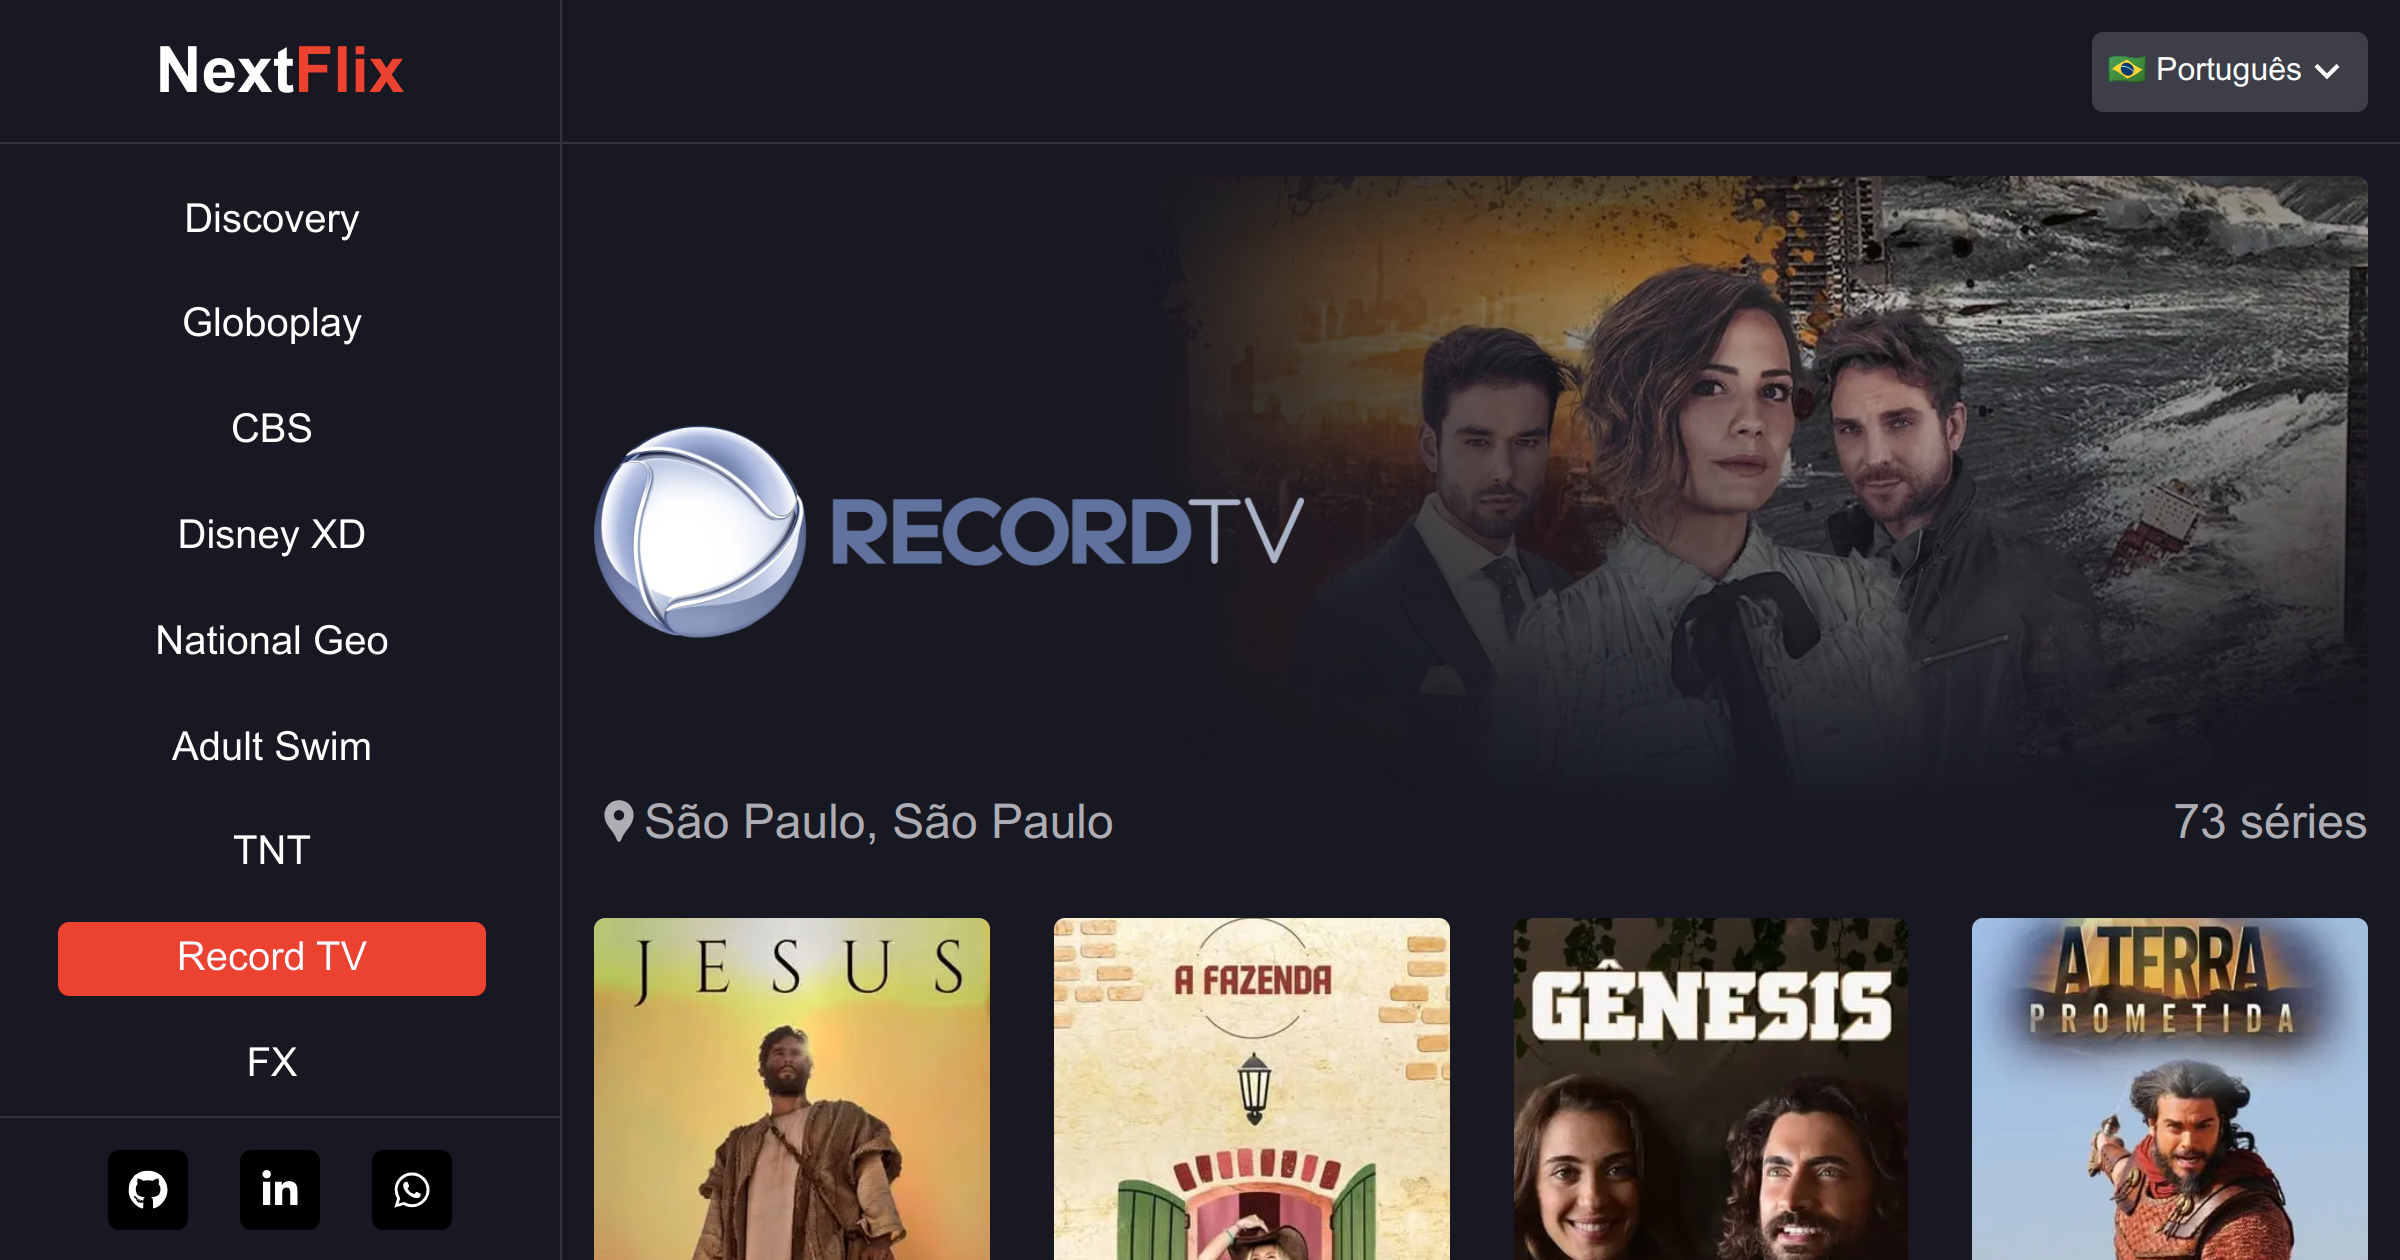 NextFlix
Português
Discovery
Globoplay
CBS
Disney XD
National Geo
Adult Swim
TNT
Record TV
FX
in
RECORDTV
São Paulo, São Paulo
73 séries
JESUS
A FAZENDA
GÊNESIS
A TERRA
PROMETIDA